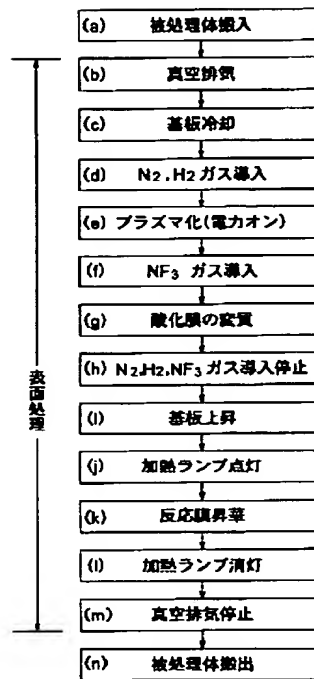 (a) 被処理体搬入
(b) 真空排気
(c) 基板冷却
(d) N2.H2 ガス導入
(e) プラズマ化(電力オン)
(f) NF3 ガス導入
(g) 酸化膜の変質
(h) N2.H2.NF3 ガス導入停止
(I) 基板上昇
(j) 加熱ランプ点灯
(k) 反応膜昇華
(l) 加熱ランプ消灯
(m) 真空排気停止
(n) 被処理体搬出
表面処理